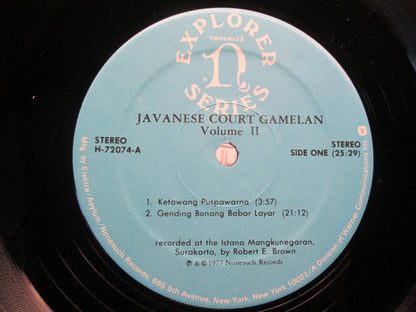 EXPLORER
nonesuch
n
SERIES
JAVANESE COURT GAMELAN
Volume II
STEREO
H-72074-A
STEREO
SIDE ONE (25:29)
1. Ketawang Puspawarna (3:57)
2. Gending Bonang Babar Layar (21:12)
recorded at the Istana Mangkunegaran,
Surakarta, by Robert E. Brown
℗ & © 1977 Nonesuch Records
Mfg by Elektra/Asylum/Nonesuch Records, 665 5th Avenue, New York, New York 10022/A Division of Warner Communications Inc